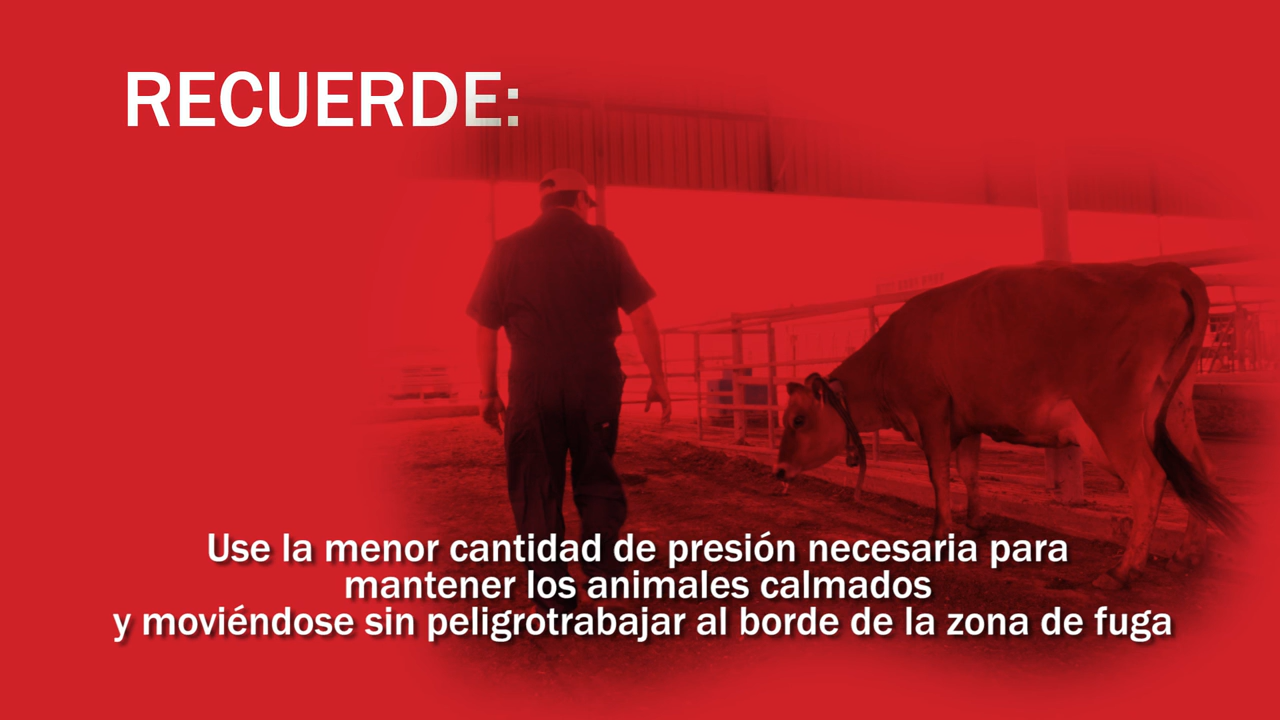 RECUERDE:
Use la menor cantidad de presión necesaria para
mantener los animales calmados
y moviéndose sin peligrotrabajar al borde de la zona de fuga